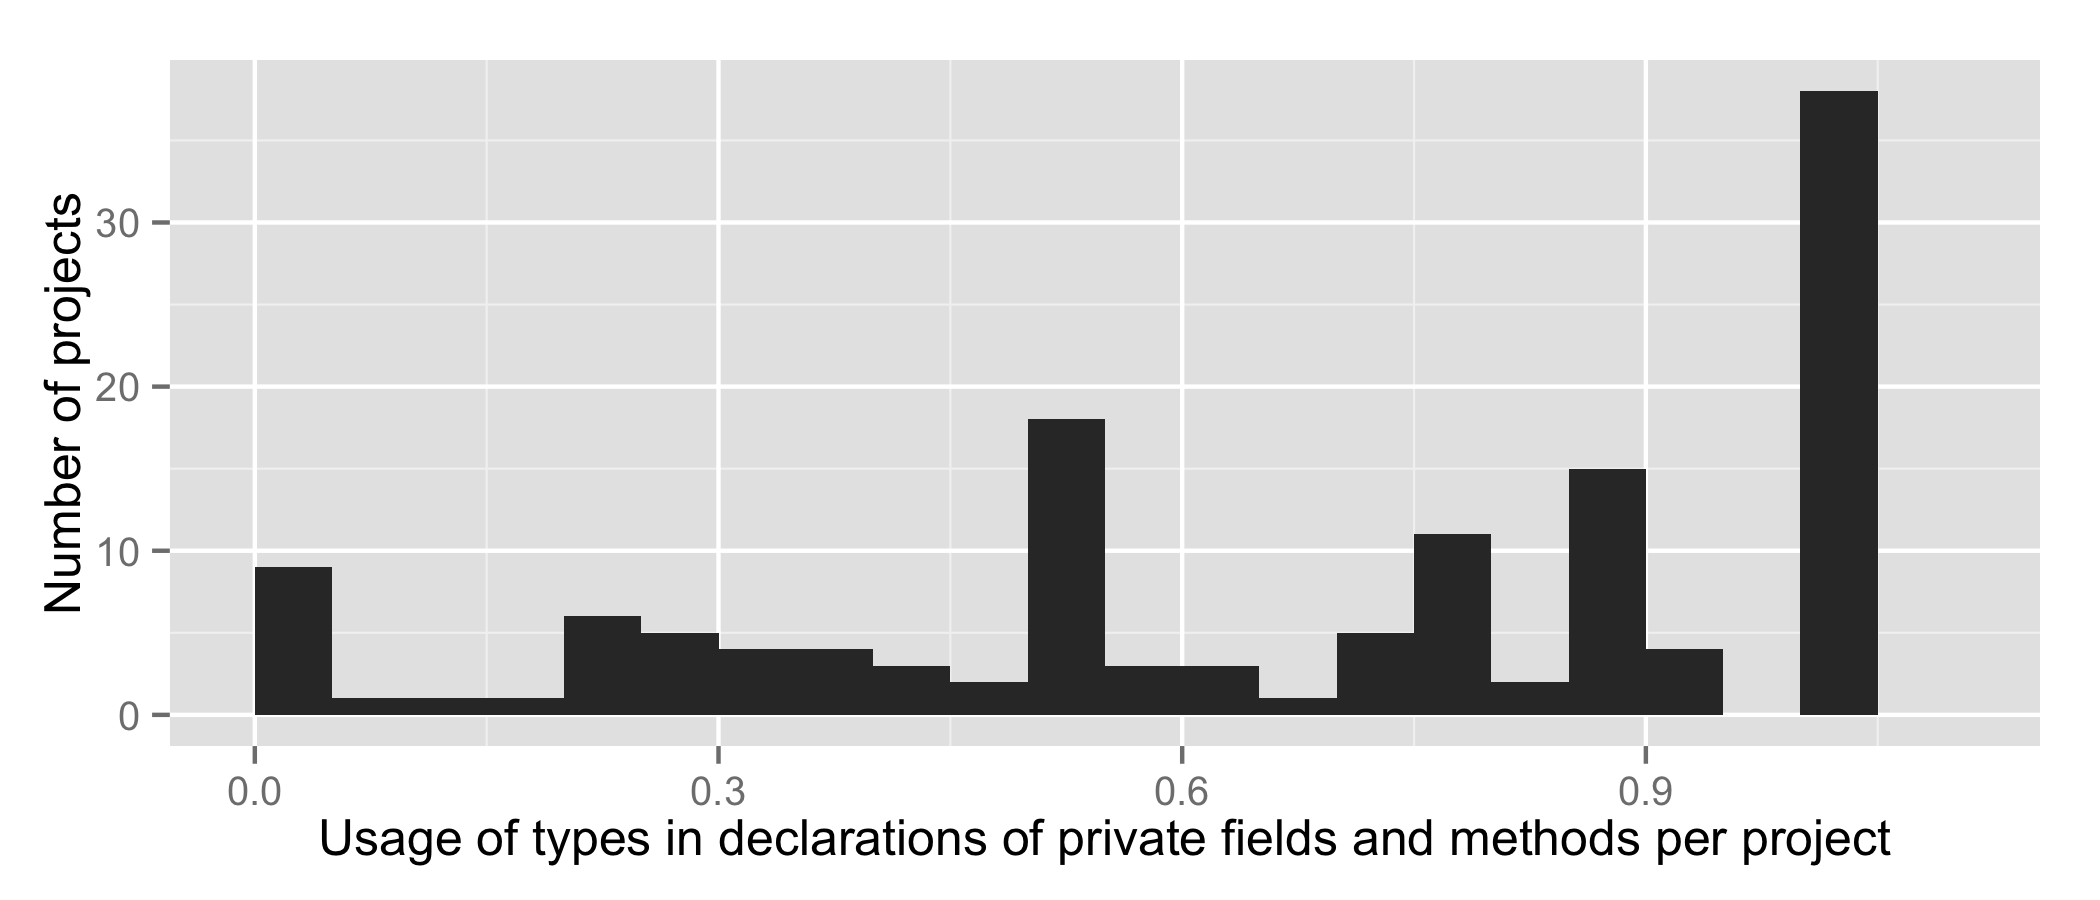 Number of projects
30
20
10
0
0.0 0.3 0.6 0.9
Usage of types in declarations of private fields and methods per project